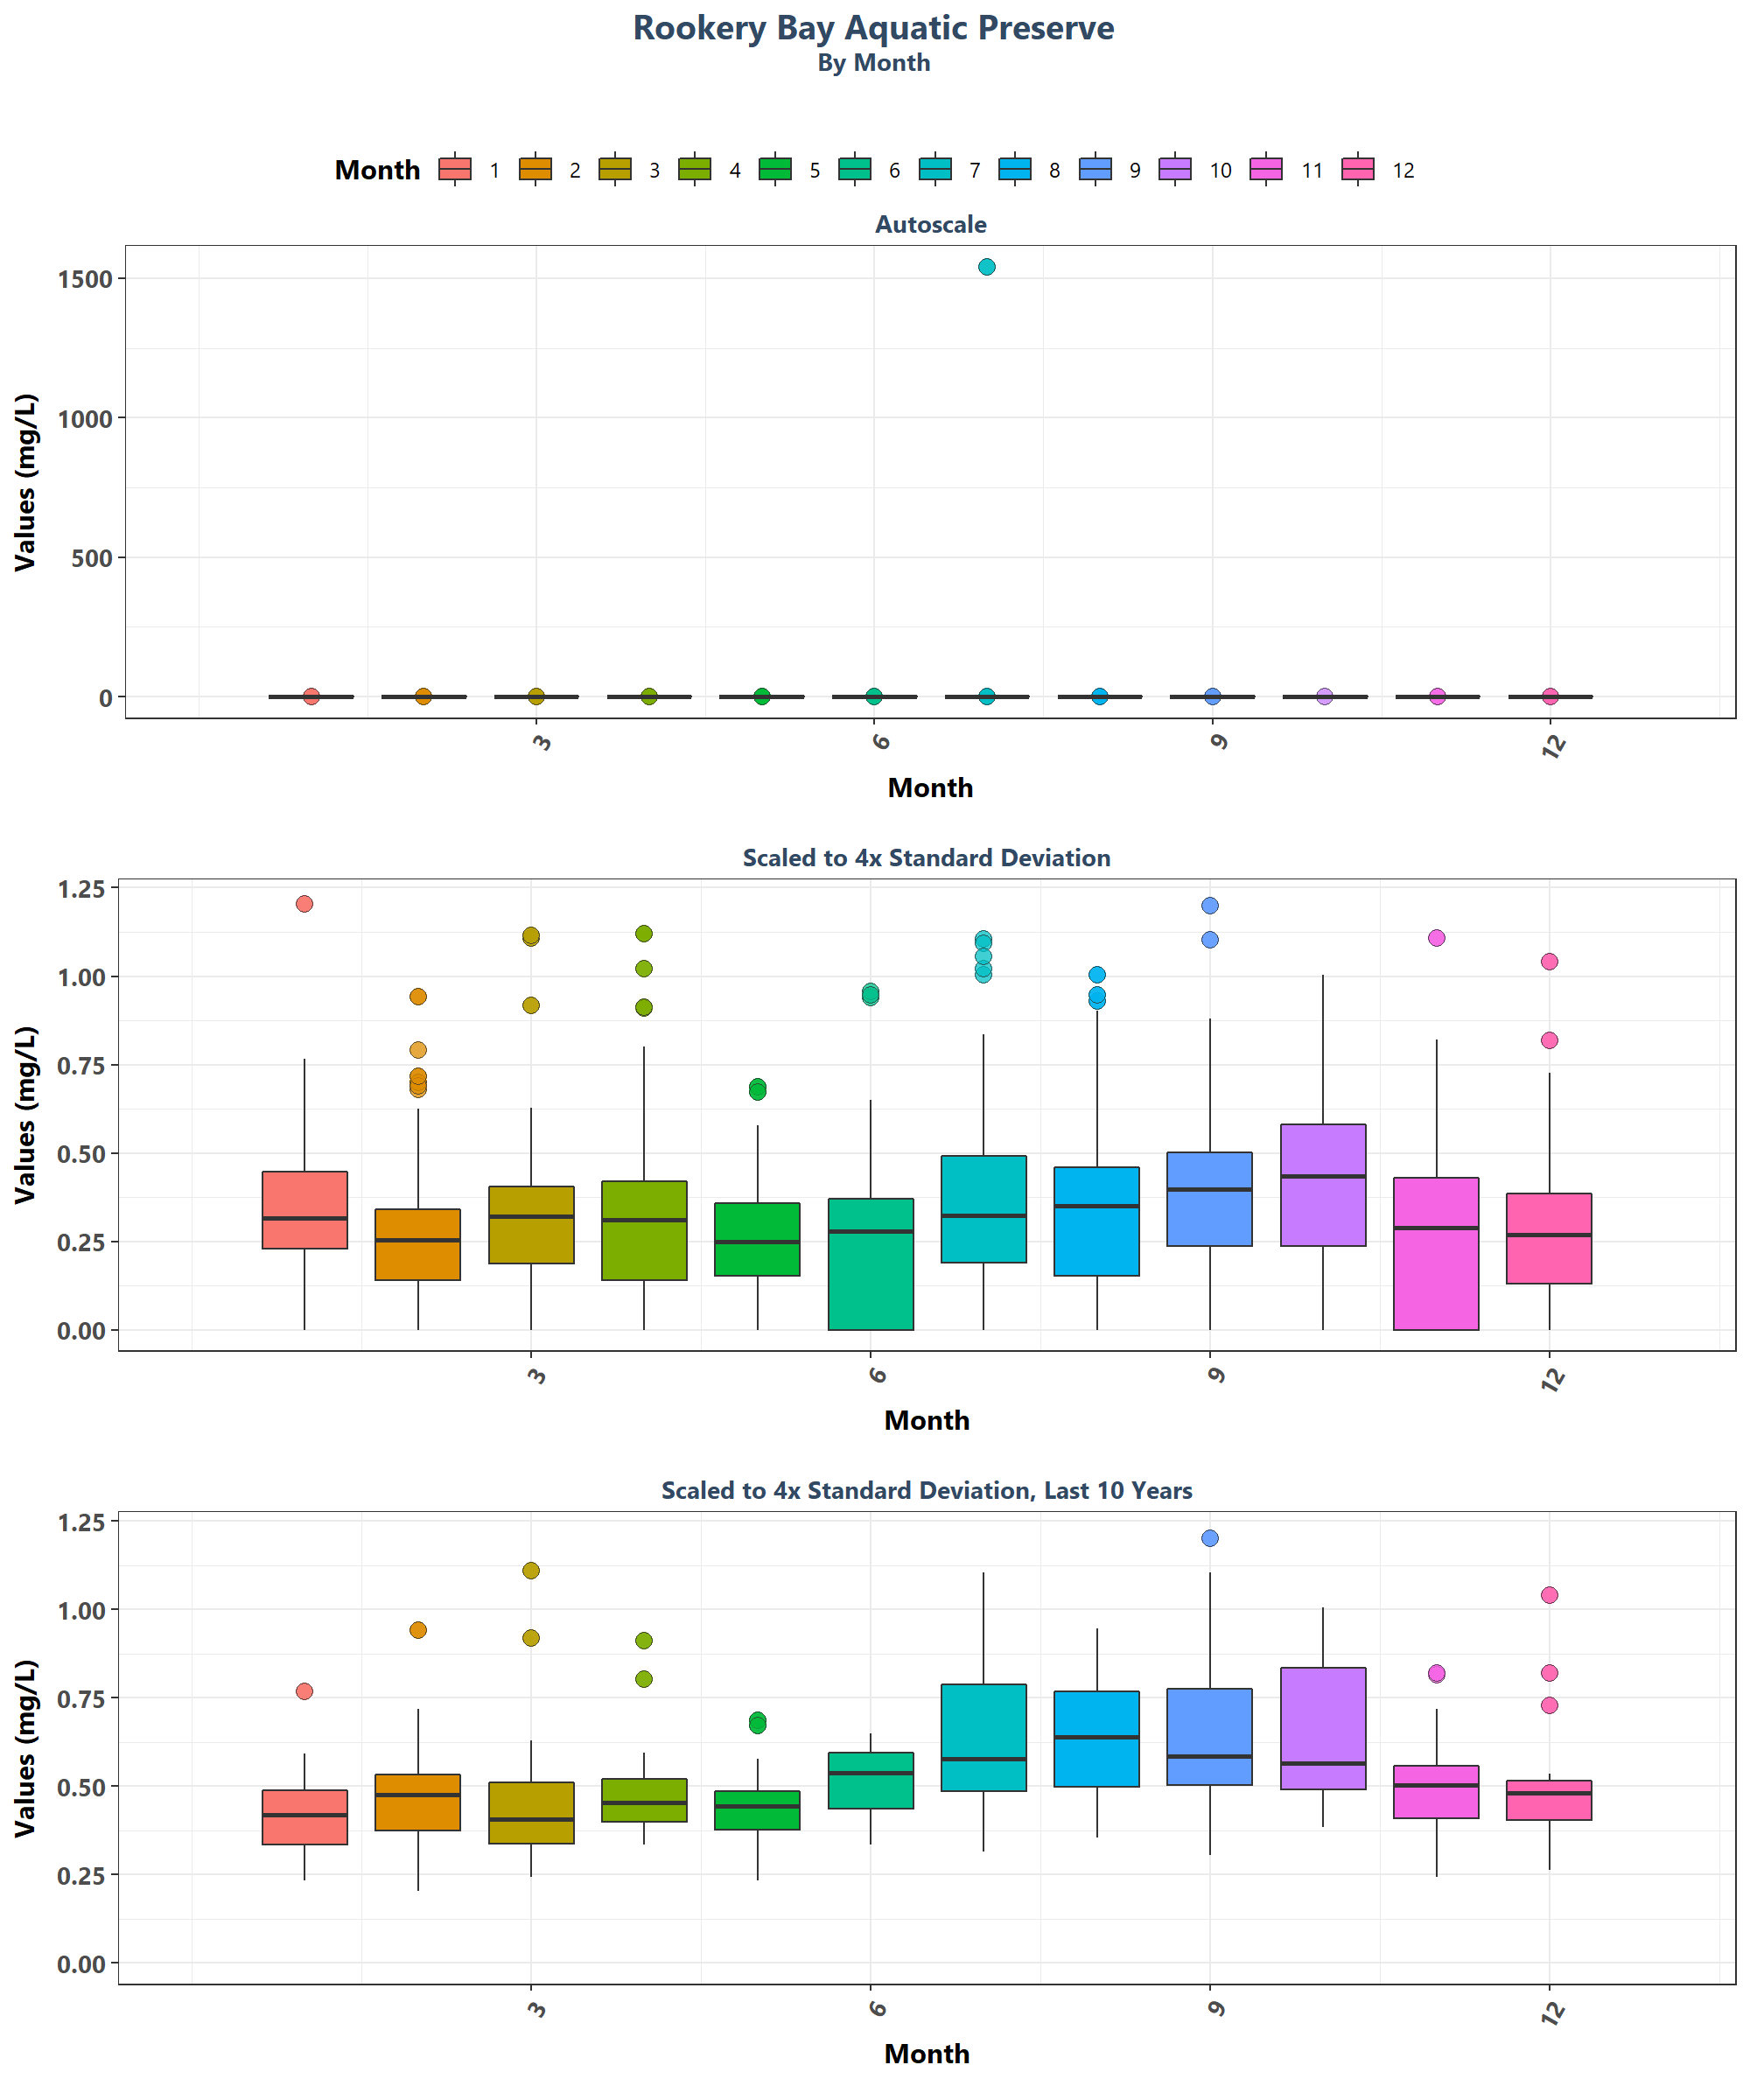 Rookery Bay Aquatic Preserve
By Month
Month 1 2 3 4 5 6 7 8 9 10 11 12
Autoscale
Values (mg/L)
1500
1000
500
0
3 6 9 12
Month
Scaled to 4x Standard Deviation
Values (mg/L)
1.25
1.00
0.75
0.50
0.25
0.00
3 6 9 12
Month
Scaled to 4x Standard Deviation, Last 10 Years
Values (mg/L)
1.25
1.00
0.75
0.50
0.25
0.00
3 6 9 12
Month